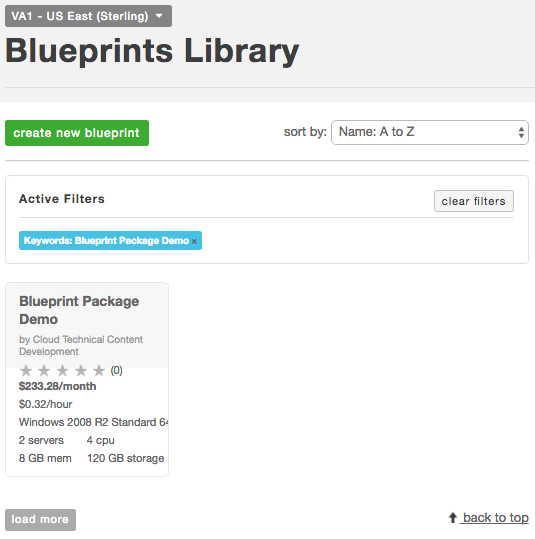 VA1 - US East (Sterling)
Blueprints Library
create new blueprint
sort by: Name: A to Z
Active Filters
clear filters
Keywords: Blueprint Package Demo ×
Blueprint Package
Demo
by Cloud Technical Content
Development
(0)
$233.28/month
$0.32/hour
Windows 2008 R2 Standard 64
2 servers 4 cpu
8 GB mem 120 GB storage
load more
back to top